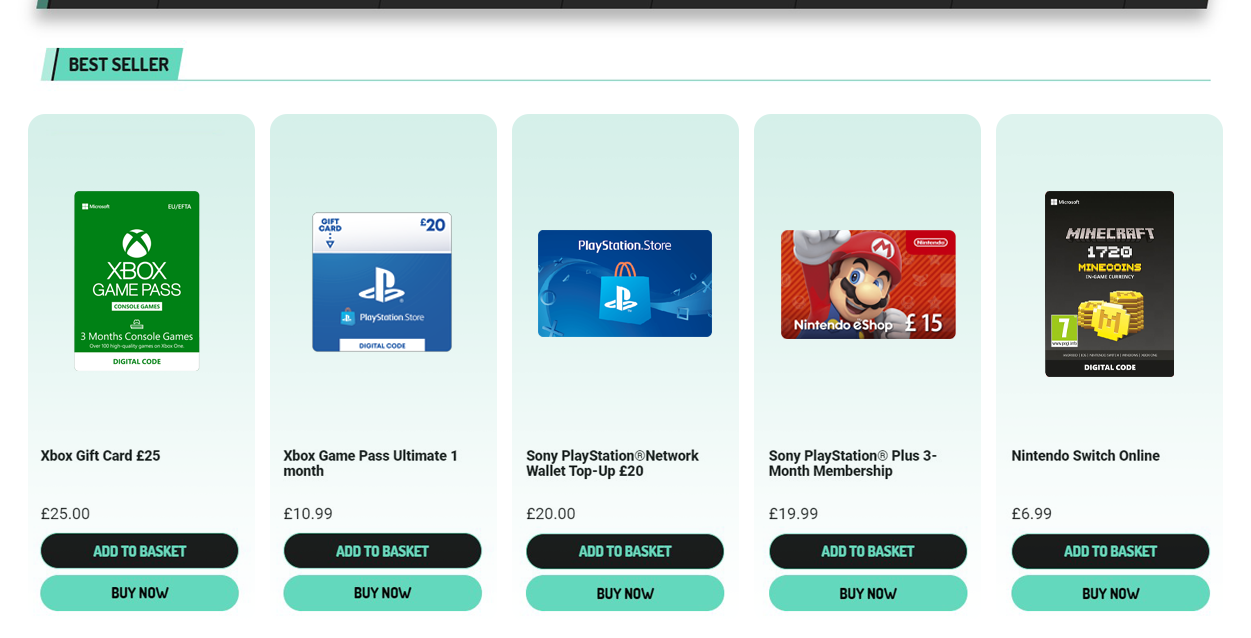 BEST SELLER
Microsoft
EU/EFTA
XBOX
GAME PASS
CONSOLE GAMES
3 Months Console Games
Over 100 high-quality games on Xbox One.
DIGITAL CODE
Xbox Gift Card £25
£25.00
ADD TO BASKET
BUY NOW
GIFT
CARD
£20
PlayStation.Store
DIGITAL CODE
Xbox Game Pass Ultimate 1
month
£10.99
ADD TO BASKET
BUY NOW
PlayStation.Store
Sony PlayStation®Network
Wallet Top-Up £20
£20.00
ADD TO BASKET
BUY NOW
M
Nintendo
Nintendo eShop £15
Sony PlayStation® Plus 3-
Month Membership
£19.99
ADD TO BASKET
BUY NOW
Microsoft
MINECRAFT
1720
MINECOINS
IN-GAME CURRENCY
7
www.pegi.info
DIGITAL CODE
Nintendo Switch Online
£6.99
ADD TO BASKET
BUY NOW